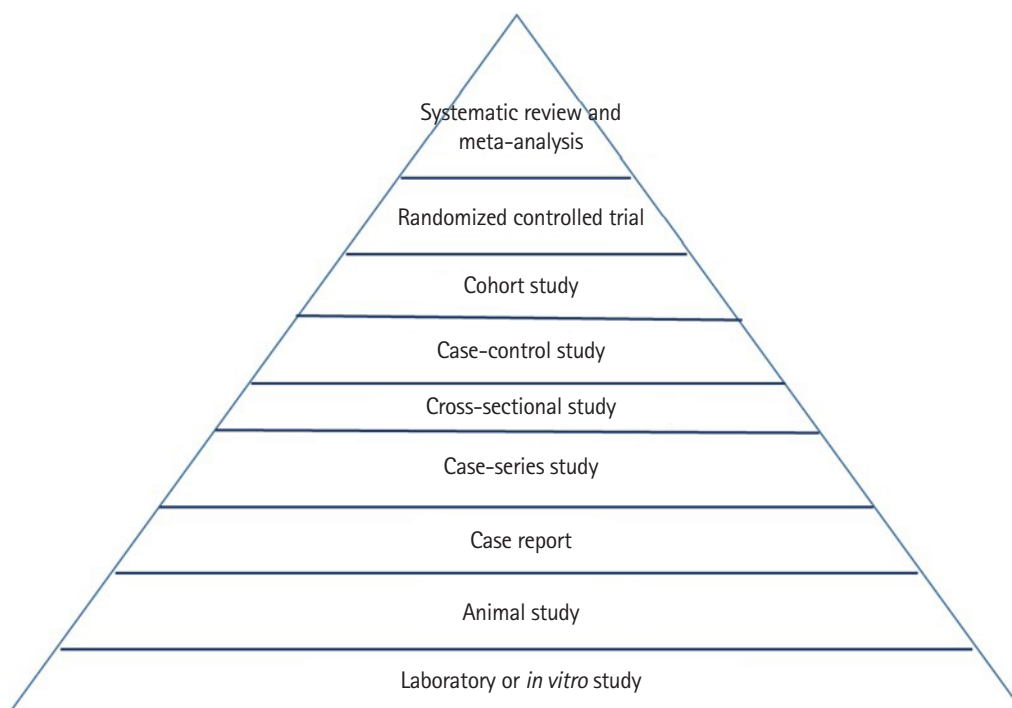 Systematic review and
meta-analysis
Randomized controlled trial
Cohort study
Case-control study
Cross-sectional study
Case-series study
Case report
Animal study
Laboratory or in vitro study